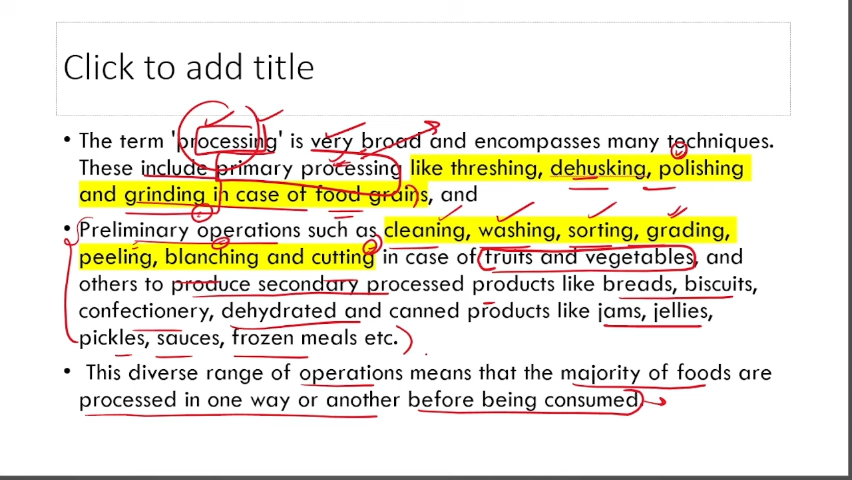 Click to add title
• The term 'processing' is very broad and encompasses many techniques.
These include primary processing like threshing, dehusking, polishing
and grinding in case of food grains, and
• Preliminary operations such as cleaning, washing, sorting, grading,
peeling, blanching and cutting in case of fruits and vegetables, and
others to produce secondary processed products like breads, biscuits,
confectionery, dehydrated and canned products like jams, jellies,
pickles, sauces, frozen meals etc.
• This diverse range of operations means that the majority of foods are
processed in one way or another before being consumed.